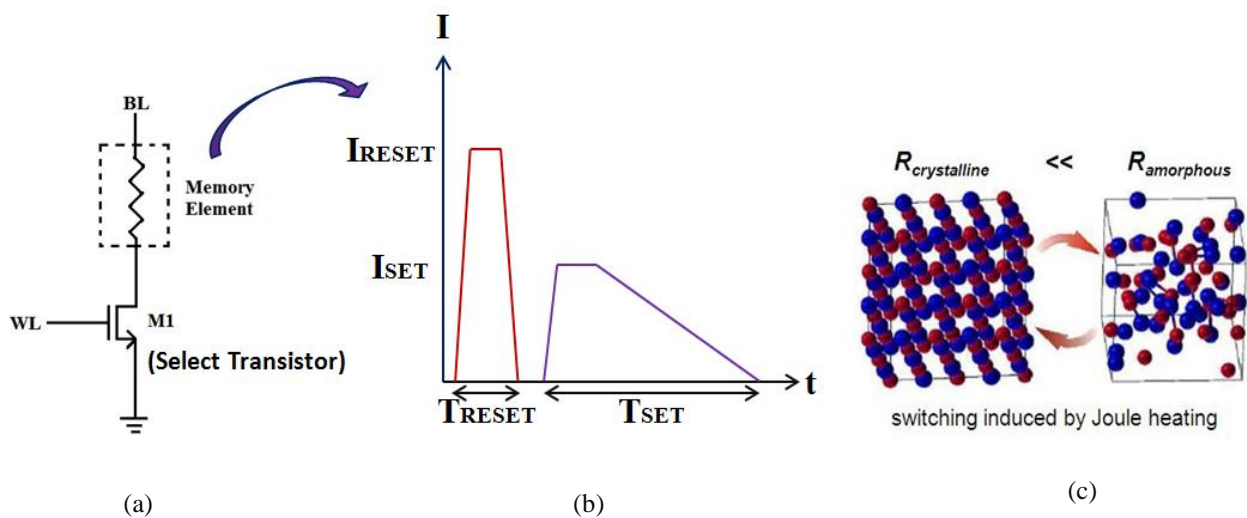 BL
Memory
Element
WL
M1
(Select Transistor)
(a)
I
IRESET
ISET
t
TRESET
TSET
(b)
Rcrystalline << Ramorphous
switching induced by Joule heating
(c)